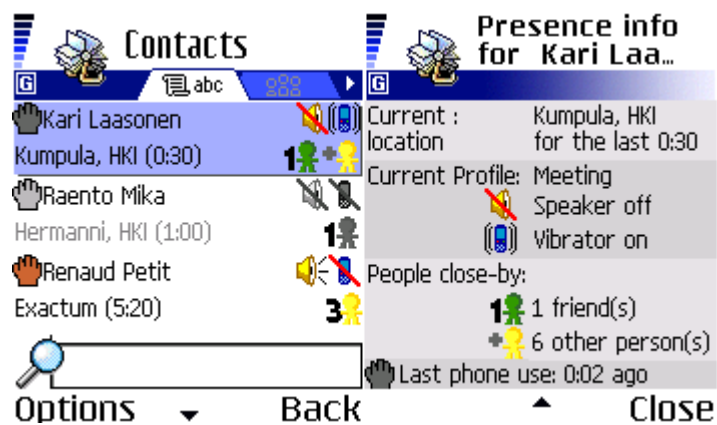 Contacts
G
abc
Kari Laasonen
Kumpula, HKI (0:30)
1
Raento Mika
Hermanni, HKI (1:00)
1
Renaud Petit
Exactum (5:20)
3
Options
Back
Presence info
for Kari Laa...
G
Current : Kumpula, HKI
location for the last 0:30
Current Profile: Meeting
Speaker off
Vibrator on
People close-by:
1 1 friend(s)
6 other person(s)
Last phone use: 0:02 ago
Close